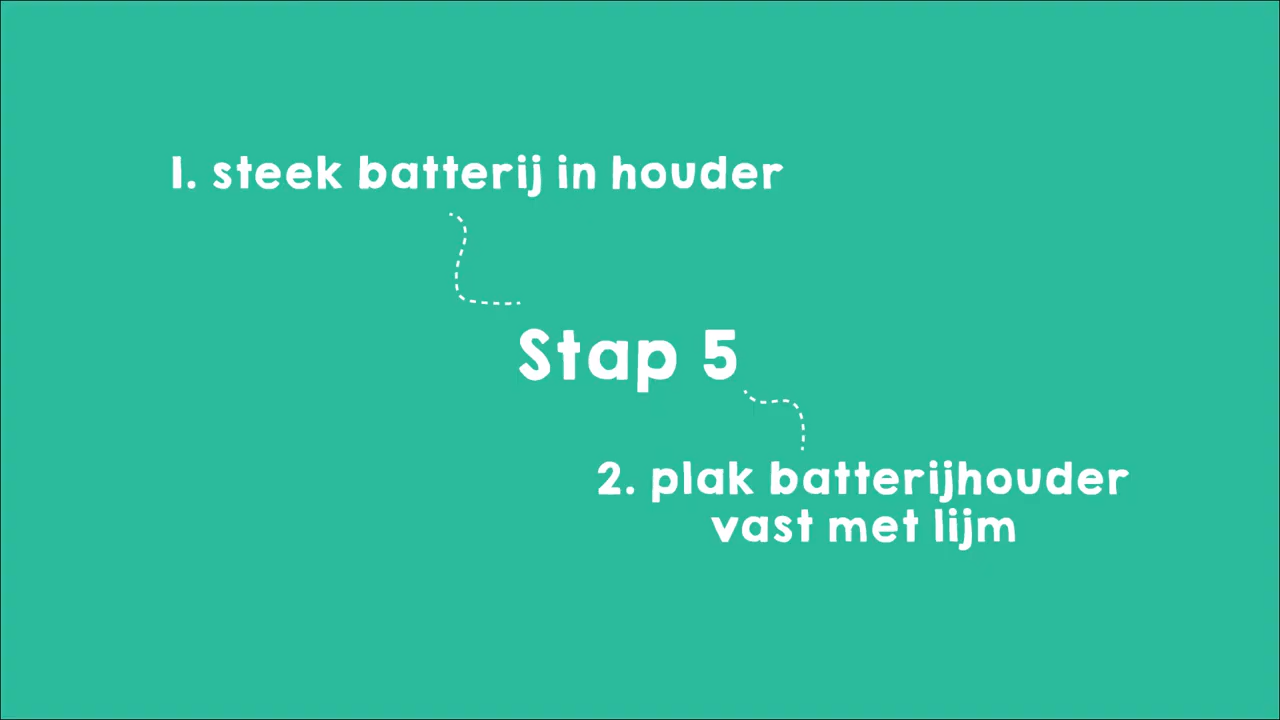 1. steek batterij in houder
Stap 5
2. plak batterijhouder
vast met lijm